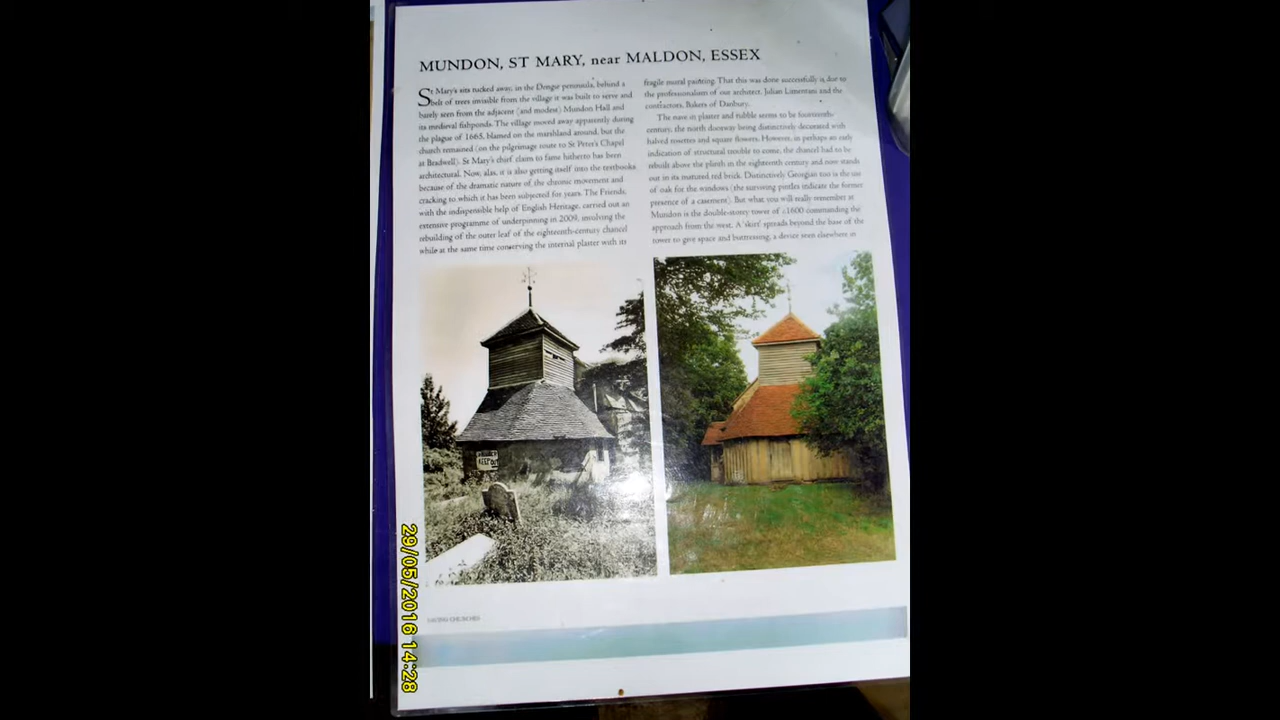 MUNDON, ST MARY, near MALDON, ESSEX
St Mary's sits tucked away, in the Dengie peninsula, behind a
belt of trees invisible from the village it was built to serve and
barely seen from the adjacent (and modest) Mundon Hall and
its medieval fishponds. The village moved away apparently during
the plague of 1665, blamed on the marshland around, but the
church remained (on the pilgrimage route to St Peter's Chapel
at Bradwell). St Mary's chief claim to fame hitherto has been
architectural. Now, alas, it is also getting itself into the textbooks
because of the dramatic nature of the chronic movement and
cracking to which it has been subjected for years. The Friends,
with the indispensible help of English Heritage, carried out an
extensive programme of underpinning in 2009, involving the
rebuilding of the outer leaf of the eighteenth-century chancel
while at the same time conserving the internal plaster with its
fragile mural painting. That this was done successfully is due to
the professionalism of our architect, Julian Limentani and the
contractors, Bakers of Danbury.
The nave in plaster and rubble seems to be fourteenth-
century, the north doorway being distinctively decorated with
halved rosettes and square flowers. However, in perhaps an early
indication of structural trouble to come, the chancel had to be
rebuilt above the plinth in the eighteenth century and now stands
out in its matured red brick. Distinctively Georgian too is the use
of oak for the windows (the surviving pintles indicate the former
presence of a casement). But what you will really remember at
Mundon is the double-storey tower of c1600 commanding the
approach from the west. A 'skirt' spreads beyond the base of the
tower to give space and buttressing, a device seen elsewhere in
SAVING CHURCHES
29/05/2016 14:28